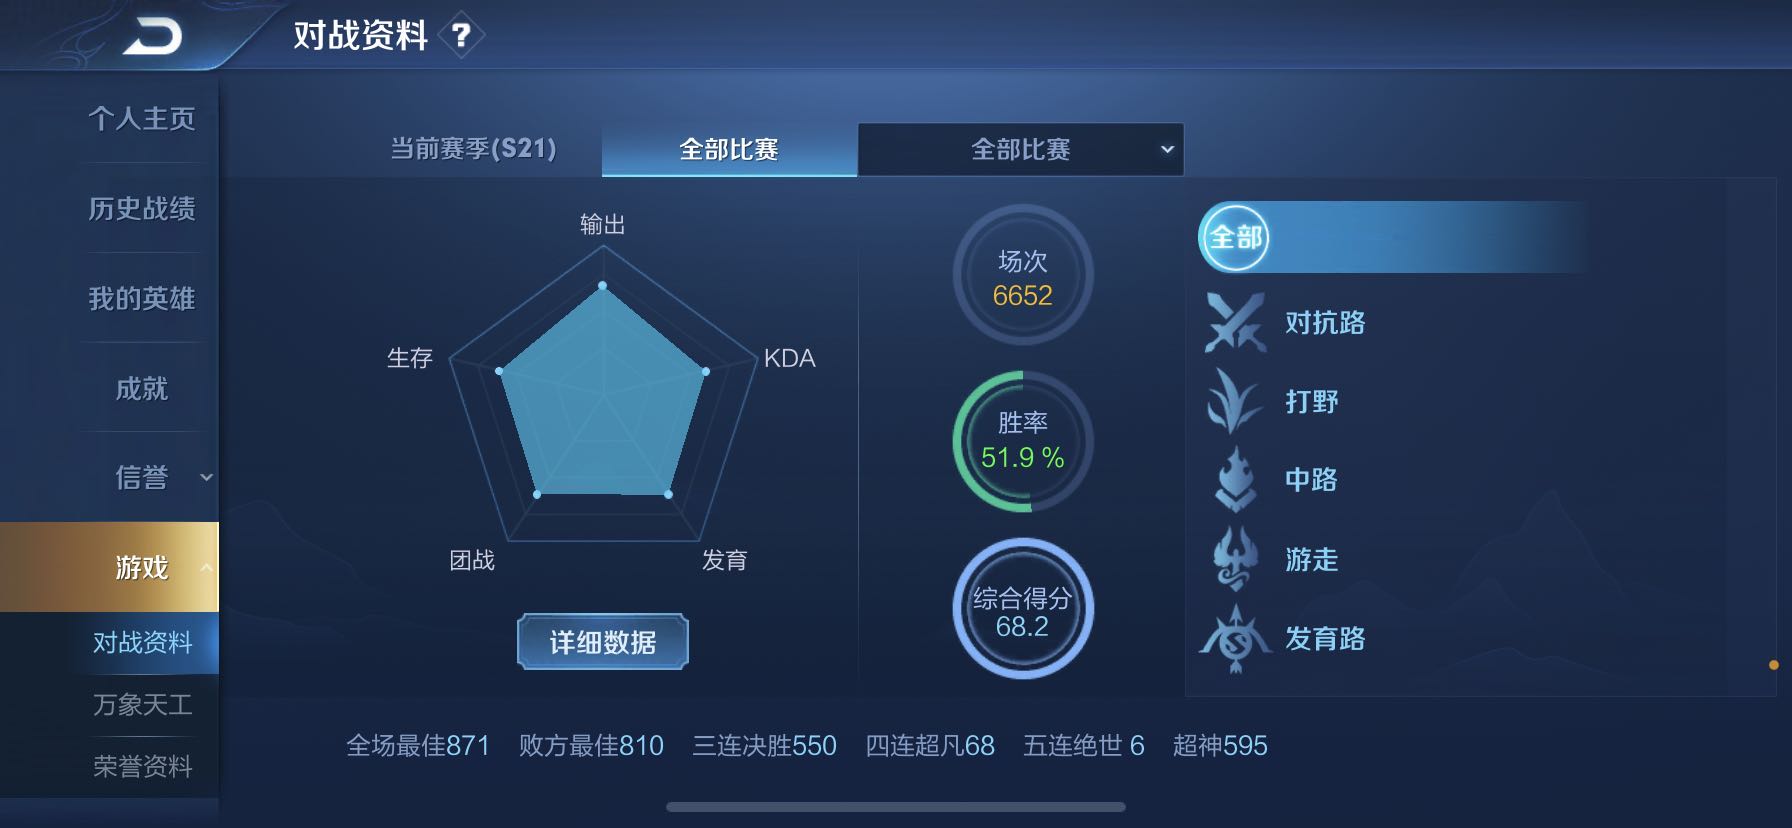 对战资料 ?
个人主页
历史战绩
我的英雄
成就
信誉
游戏
对战资料
万象天工
荣誉资料
当前赛季(S21)
全部比赛
全部比赛
输出
KDA
发育
团战
生存
详细数据
场次
6652
胜率
51.9 %
综合得分
68.2
全部
对抗路
打野
中路
游走
发育路
全场最佳871 败方最佳810 三连决胜550 四连超凡68 五连绝世 6 超神595